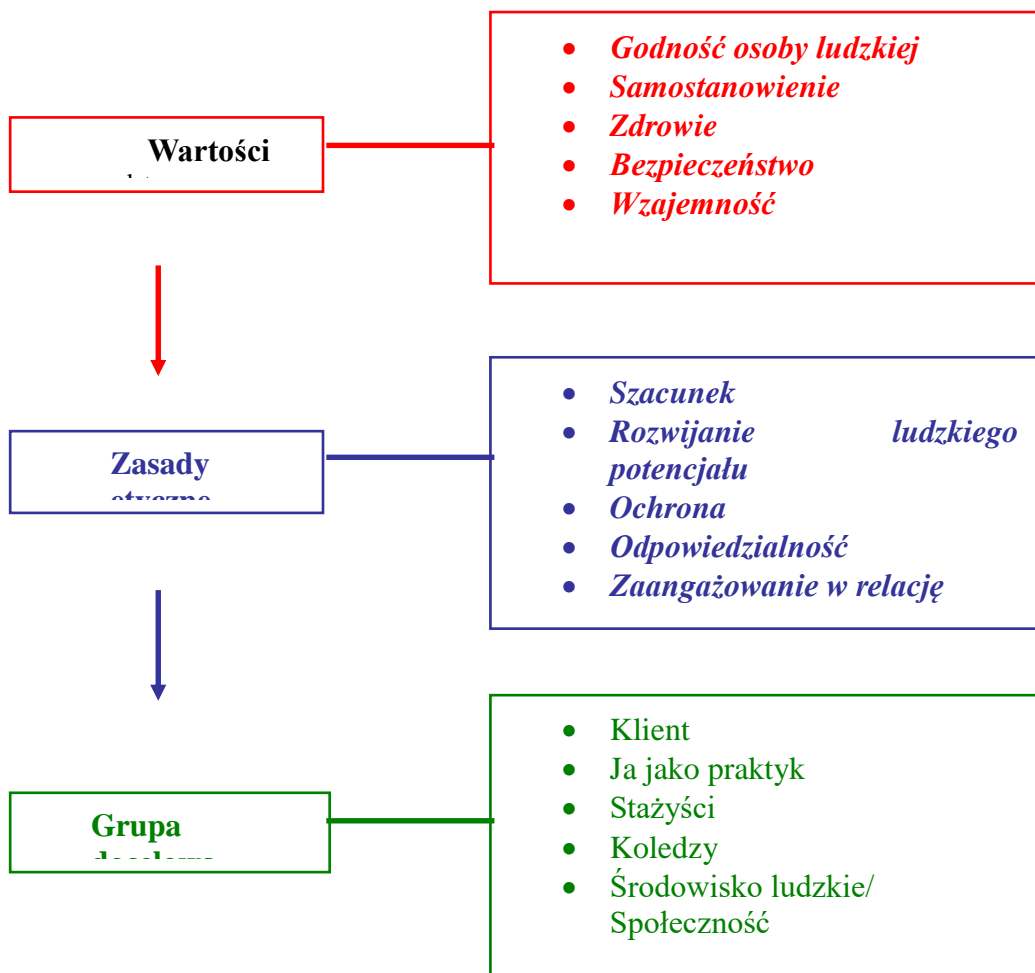 Wartości
• Godność osoby ludzkiej
• Samostanowienie
• Zdrowie
• Bezpieczeństwo
• Wzajemność
Zasady
• Szacunek
• Rozwijanie ludzkiego
potencjału
• Ochrona
• Odpowiedzialność
• Zaangażowanie w relację
Grupa
• Klient
• Ja jako praktyk
• Stażyści
• Koledzy
• Środowisko ludzkie/
Społeczność